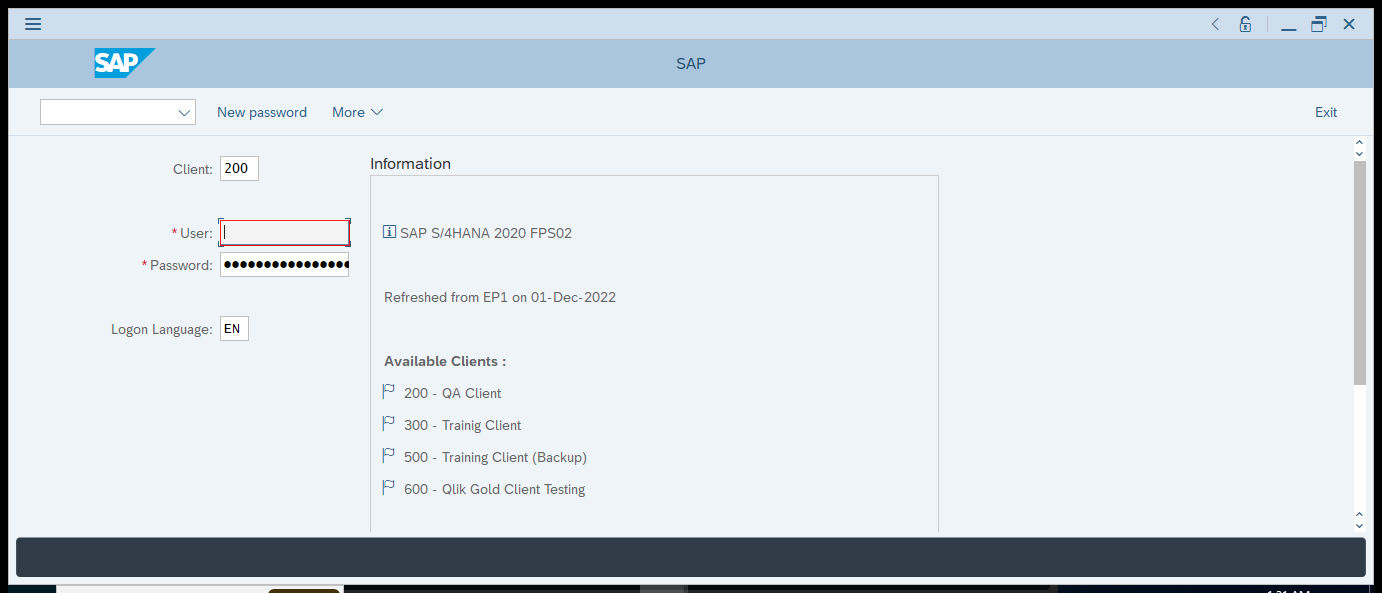 SAP
SAP
New password
More
Exit
Client: 200
Information
* User:
SAP S/4HANA 2020 FPS02
* Password: ●●●●●●●●●●●●●●●●
Refreshed from EP1 on 01-Dec-2022
Logon Language: EN
Available Clients :
200 - QA Client
300 - Trainig Client
500 - Training Client (Backup)
600 - Qlik Gold Client Testing